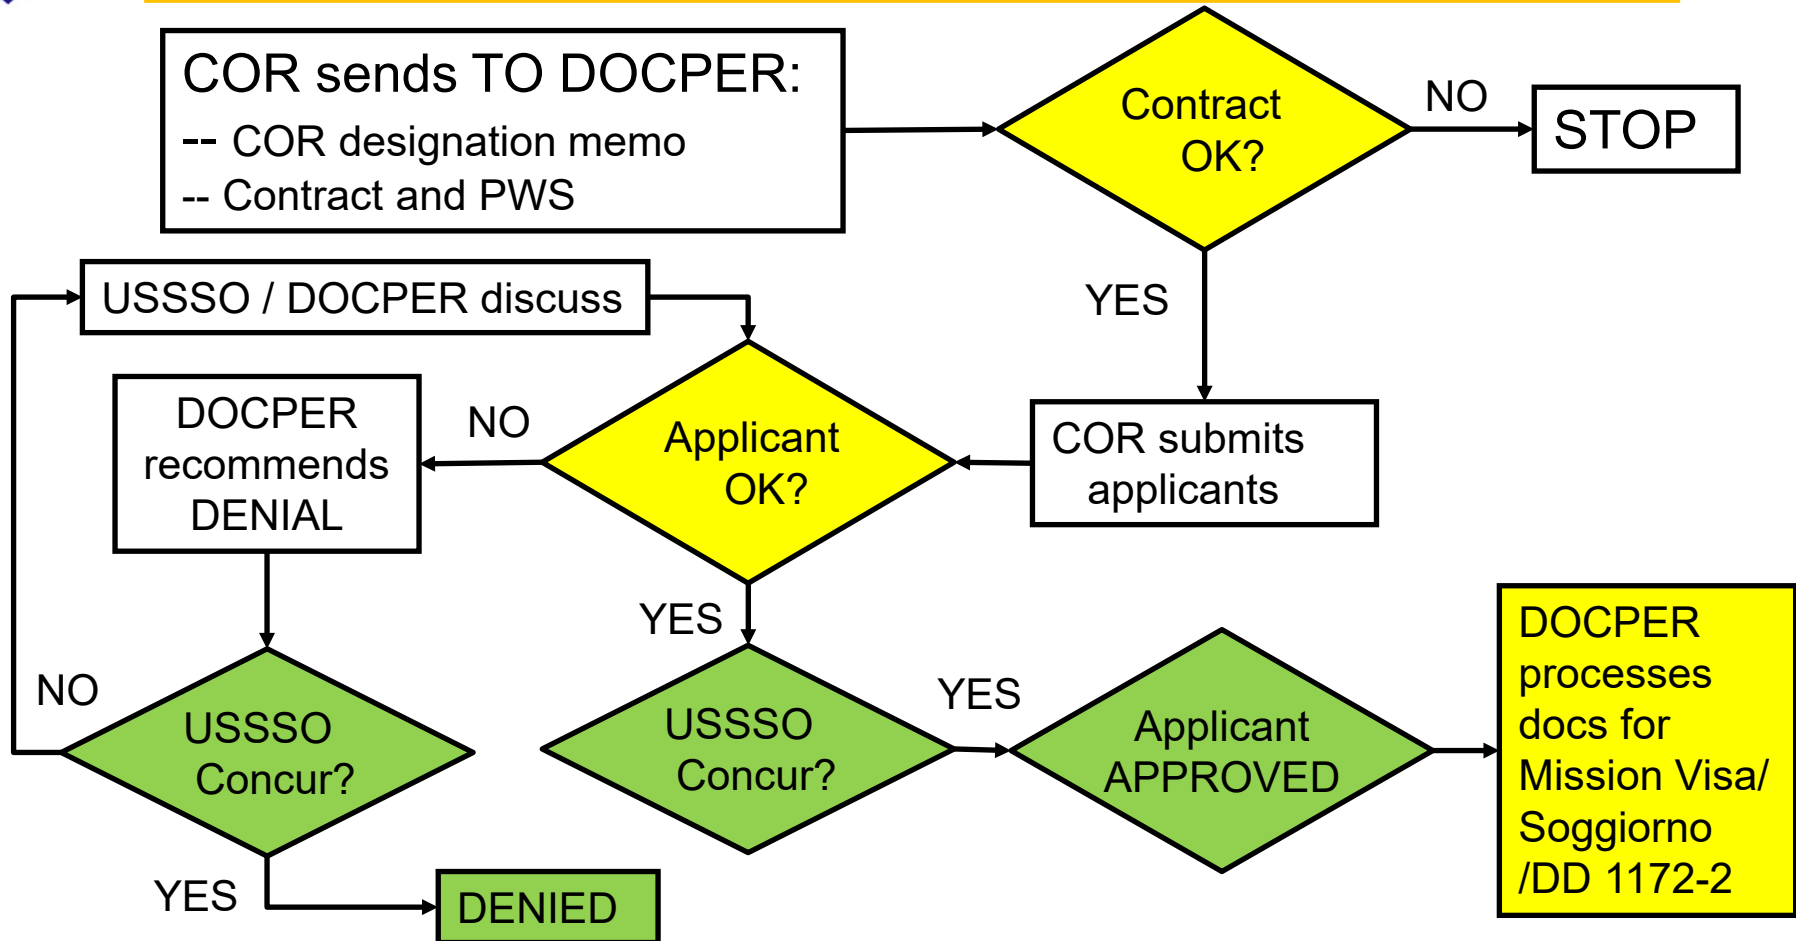 COR sends TO DOCPER:
-- COR designation memo
-- Contract and PWS
Contract
OK?
NO
STOP
YES
USSSO / DOCPER discuss
DOCPER
recommends
DENIAL
NO
Applicant
OK?
COR submits
applicants
YES
NO
USSSO
Concur?
USSSO
Concur?
YES
Applicant
APPROVED
DOCPER
processes
docs for
Mission Visa/
Soggiorno
/DD 1172-2
YES
DENIED